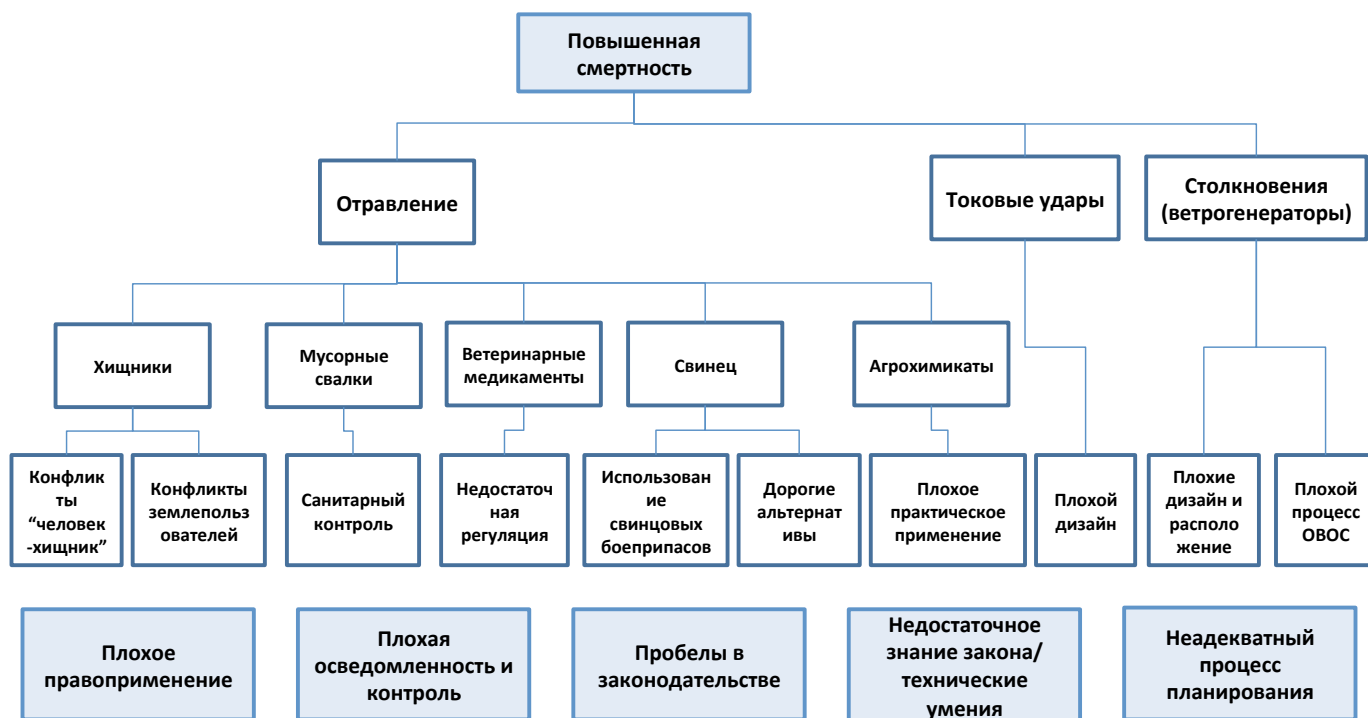 Повышенная
смертность
Отравление
Токовые удары
Столкновения
(ветрогенераторы)
Хищники
Мусорные
свалки
Ветеринарные
медикаменты
Свинец
Агрохимикаты
Конфлик
ты
“человек
-хищник”
Конфликты
землепольз
ователей
Санитарный
контроль
Недостаточ
ная
регуляция
Использован
ие
свинцовых
боеприпасов
Дорогие
альтернат
ивы
Плохое
практическое
применение
Плохой
дизайн
Плохие
дизайн и
располо
жение
Плохой
процесс
ОВОС
Плохое
правоприменение
Плохая
осведомленность и
контроль
Пробелы в
законодательстве
Недостаточное
знание закона/
технические
умения
Неадекватный
процесс
планирования